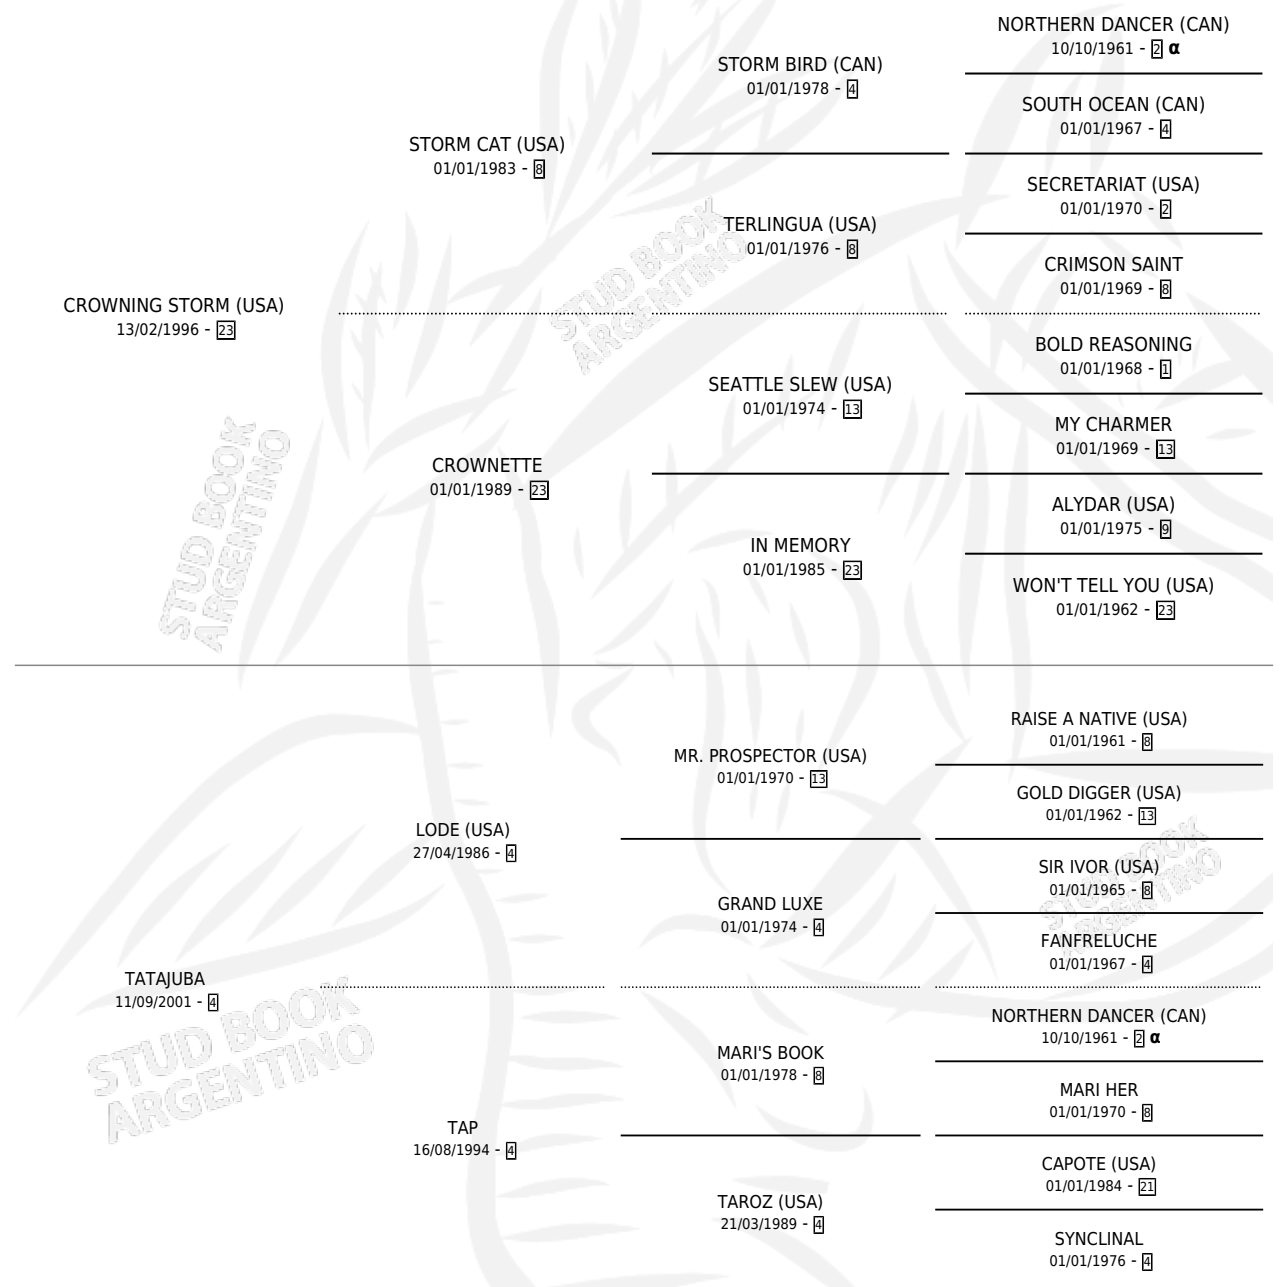 NORTHERN DANCER (CAN)
10/10/1961 - 2 α
STORM BIRD (CAN)
01/01/1978 - 4
SOUTH OCEAN (CAN)
01/01/1967 - 4
STORM CAT (USA)
01/01/1983 - 8
SECRETARIAT (USA)
01/01/1970 - 2
TERLINGUA (USA)
01/01/1976 - 8
CRIMSON SAINT
01/01/1969 - 8
CROWNING STORM (USA)
13/02/1996 - 23
BOLD REASONING
01/01/1968 - 1
SEATTLE SLEW (USA)
01/01/1974 - 13
MY CHARMER
01/01/1969 - 13
CROWNETTE
01/01/1989 - 23
ALYDAR (USA)
01/01/1975 - 9
IN MEMORY
01/01/1985 - 23
WON'T TELL YOU (USA)
01/01/1962 - 23
RAISE A NATIVE (USA)
01/01/1961 - 8
MR. PROSPECTOR (USA)
01/01/1970 - 13
GOLD DIGGER (USA)
01/01/1962 - 13
LODE (USA)
27/04/1986 - 4
SIR IVOR (USA)
01/01/1965 - 8
GRAND LUXE
01/01/1974 - 4
FANFRELUCHE
01/01/1967 - 4
TATAJUBA
11/09/2001 - 4
NORTHERN DANCER (CAN)
10/10/1961 - 2 α
MARI'S BOOK
01/01/1978 - 8
MARI HER
01/01/1970 - 8
TAP
16/08/1994 - 4
CAPOTE (USA)
01/01/1984 - 21
TAROZ (USA)
21/03/1989 - 4
SYNCLINAL
01/01/1976 - 4
STUD BOOK
ARGENTINO
STUD BOOK
ARGENTINO
STUD BOOK
ARGENTINO
STUD BOOK
ARGENTINO